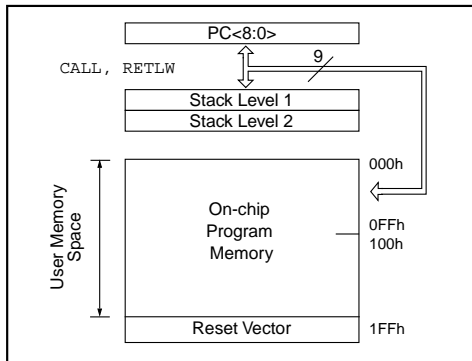 PC<8:0>
CALL, RETLW
9
Stack Level 1
Stack Level 2
000h
User Memory
Space
On-chip
Program
Memory
0FFh
100h
Reset Vector
1FFh